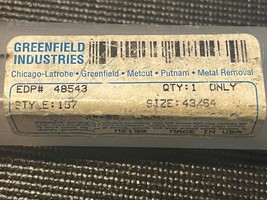 GREENFIELD
INDUSTRIES
Chicago-Latrobe • Greenfield • Metcut • Putnam • Metal Removal
EDP# 48543 QTY:1 ONLY
STYLE:157 SIZE:43/64
MADE IN USA